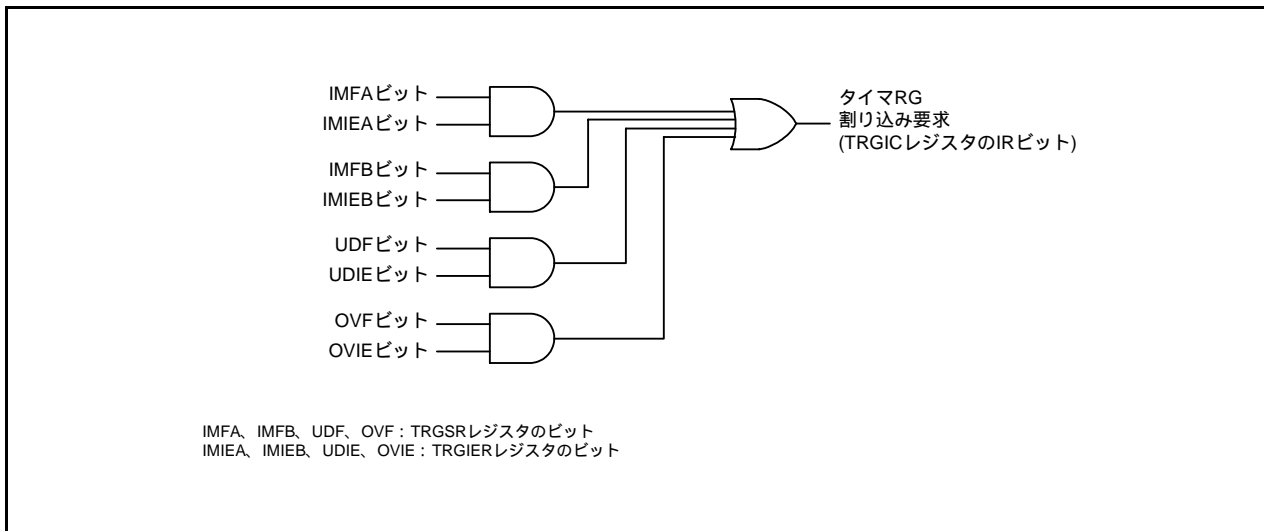 IMFAビット
IMIEAビット
IMFBビット
IMIEBビット
UDFビット
UDIEビット
OVFビット
OVIEビット
タイマRG
割り込み要求
(TRGICレジスタのIRビット)
IMFA、IMFB、UDF、OVF：TRGSRレジスタのビット
IMIEA、IMIEB、UDIE、OVIE：TRGIERレジスタのビット